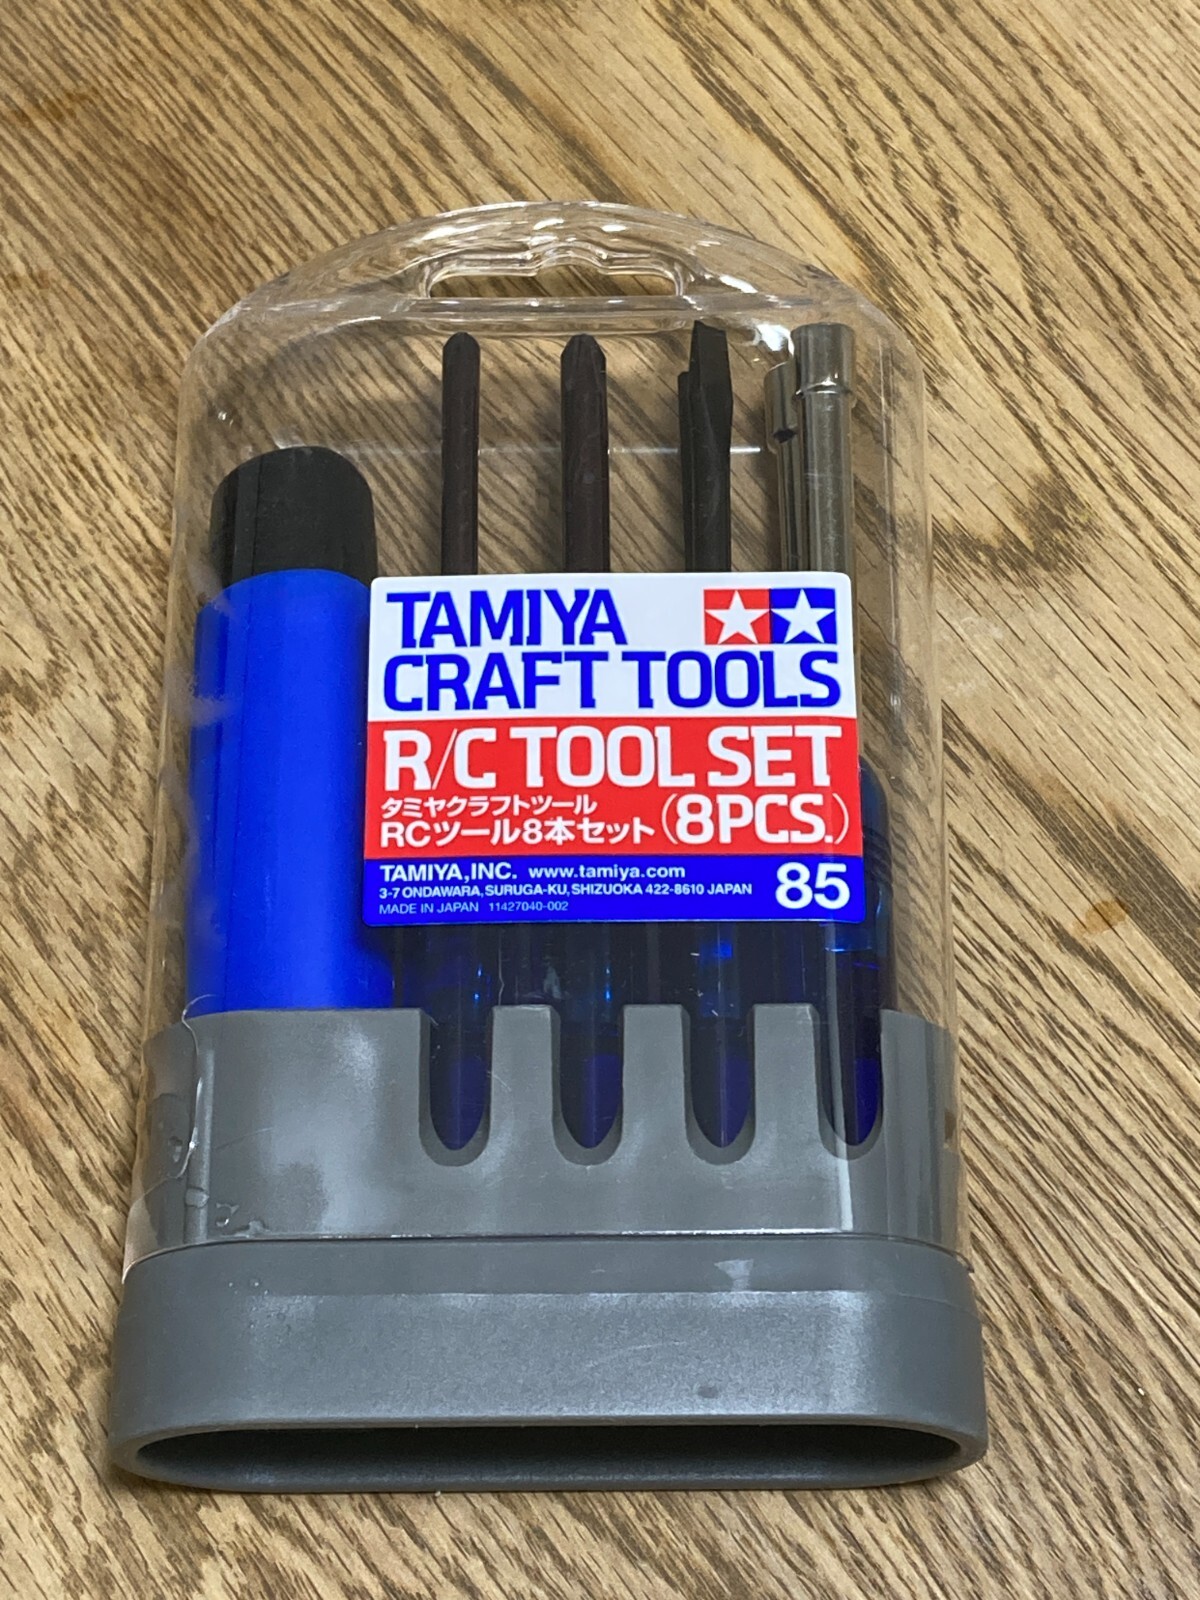 TAMIYA
CRAFT TOOLS
R/C TOOL SET
タミヤクラフトツール
RCツール8本セット (8PCS.)
TAMIYA,INC. www.tamiya.com
3-7 ONDAWARA, SURUGA-KU, SHIZUOKA 422-8610 JAPAN
MADE IN JAPAN 11427040-002
85